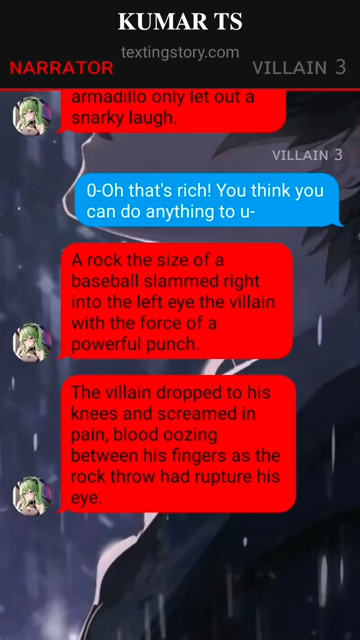 KUMAR TS
textingstory.com
NARRATOR
VILLAIN 3
armadillo only let out a
snarky laugh.
VILLAIN 3
0-Oh that's rich! You think you
can do anything to u-
A rock the size of a
baseball slammed right
into the left eye the villain
with the force of a
powerful punch.
The villain dropped to his
knees and screamed in
pain, blood oozing
between his fingers as the
rock throw had rupture his
eye.